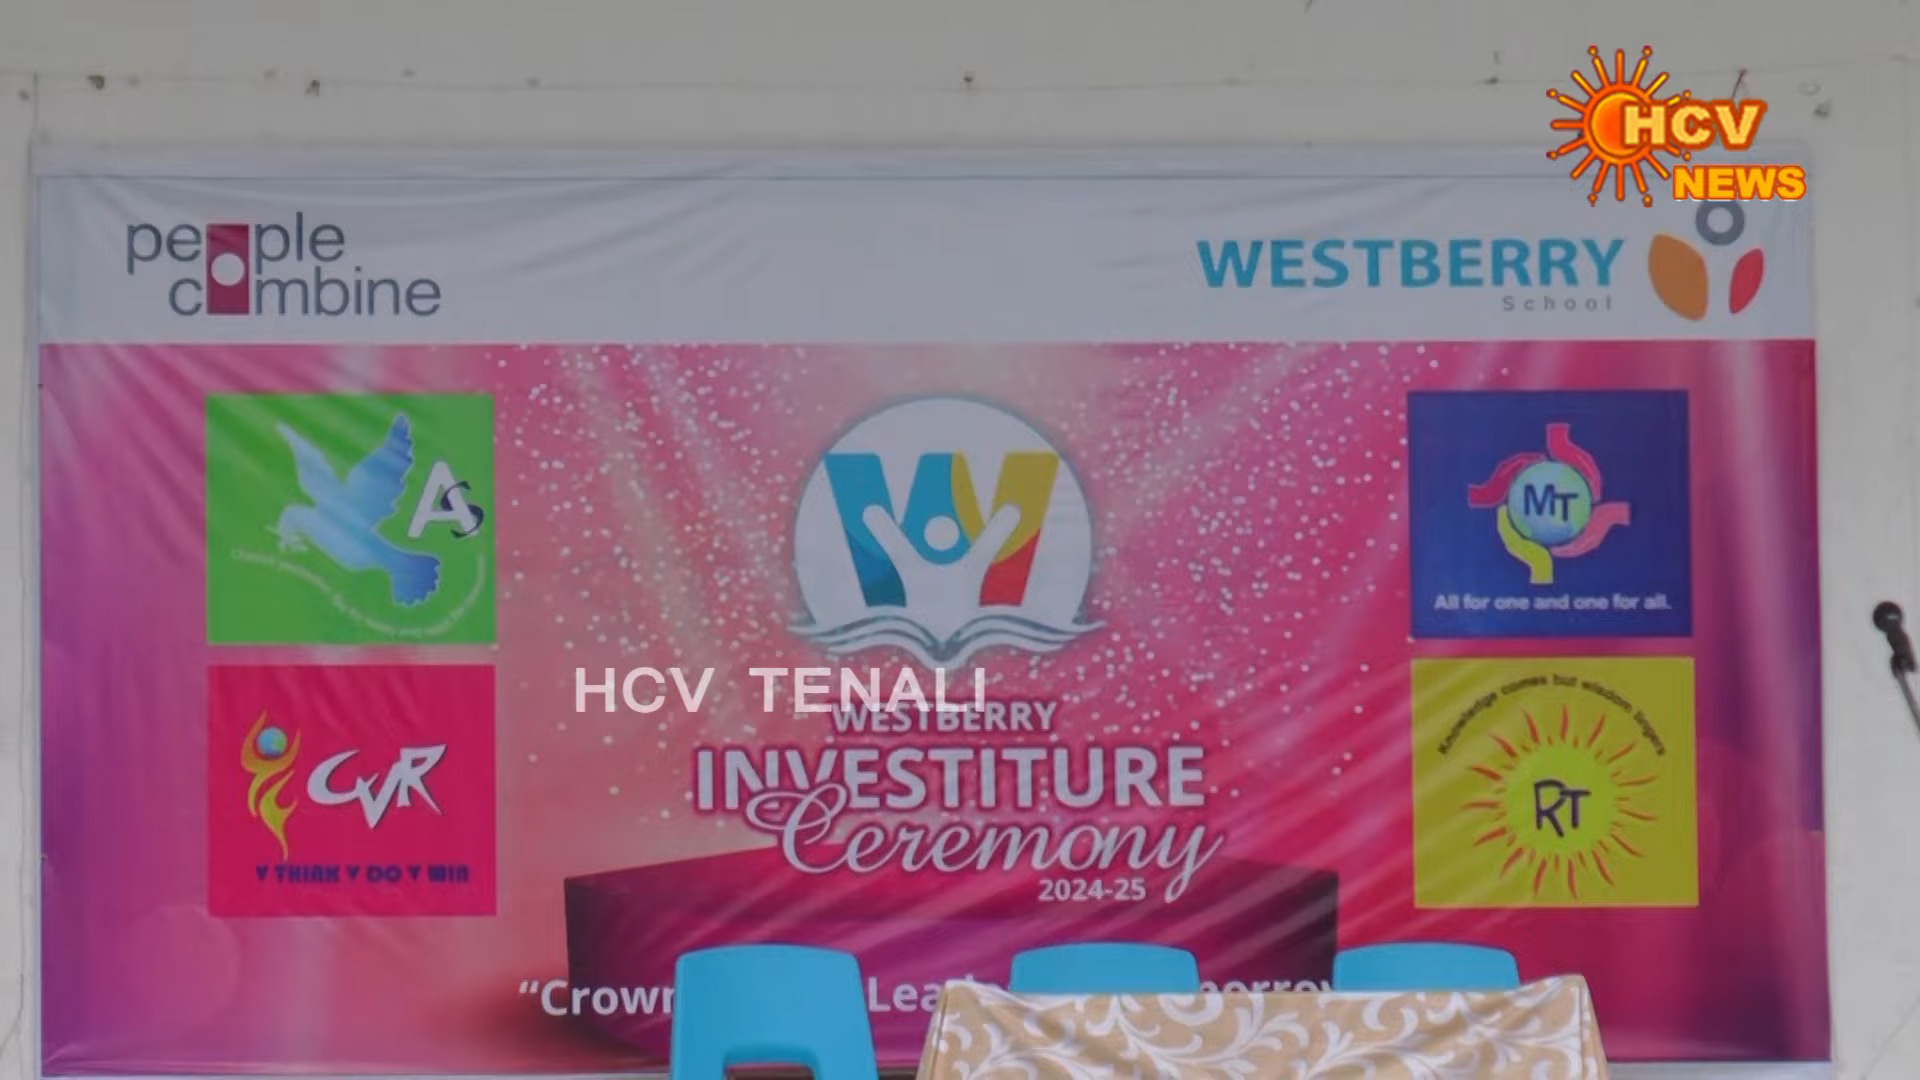 HCV
NEWS
people
combine
WESTBERRY
School
AS
MT
All for one and one for all.
HCV TENALI
WESTBERRY
INVESTITURE
Ceremony
2024-25
CVR
Y THINK Y DO Y WIN
Knowledge comes but wisdom lingers
RT
“Crown